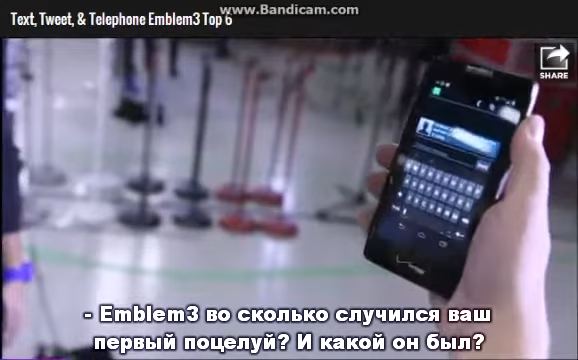 www.Bandicam.com
Text, Tweet, & Telephone Emblem3 Top 6
SHARE
- Emblem3 во сколько случился ваш
первый поцелуй? И какой он был?